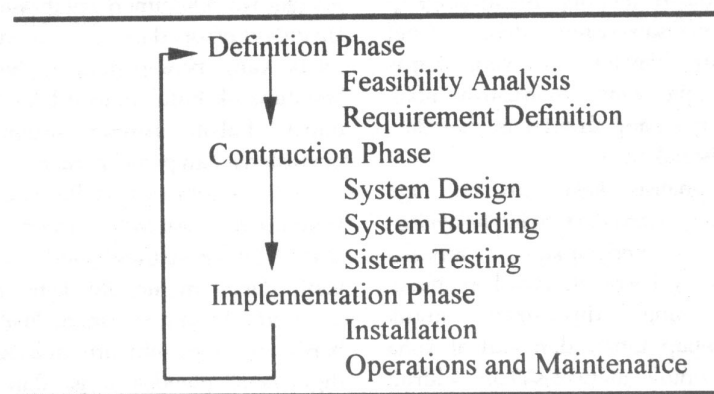 Definition Phase
Feasibility Analysis
Requirement Definition
Contruction Phase
System Design
System Building
Sistem Testing
Implementation Phase
Installation
Operations and Maintenance